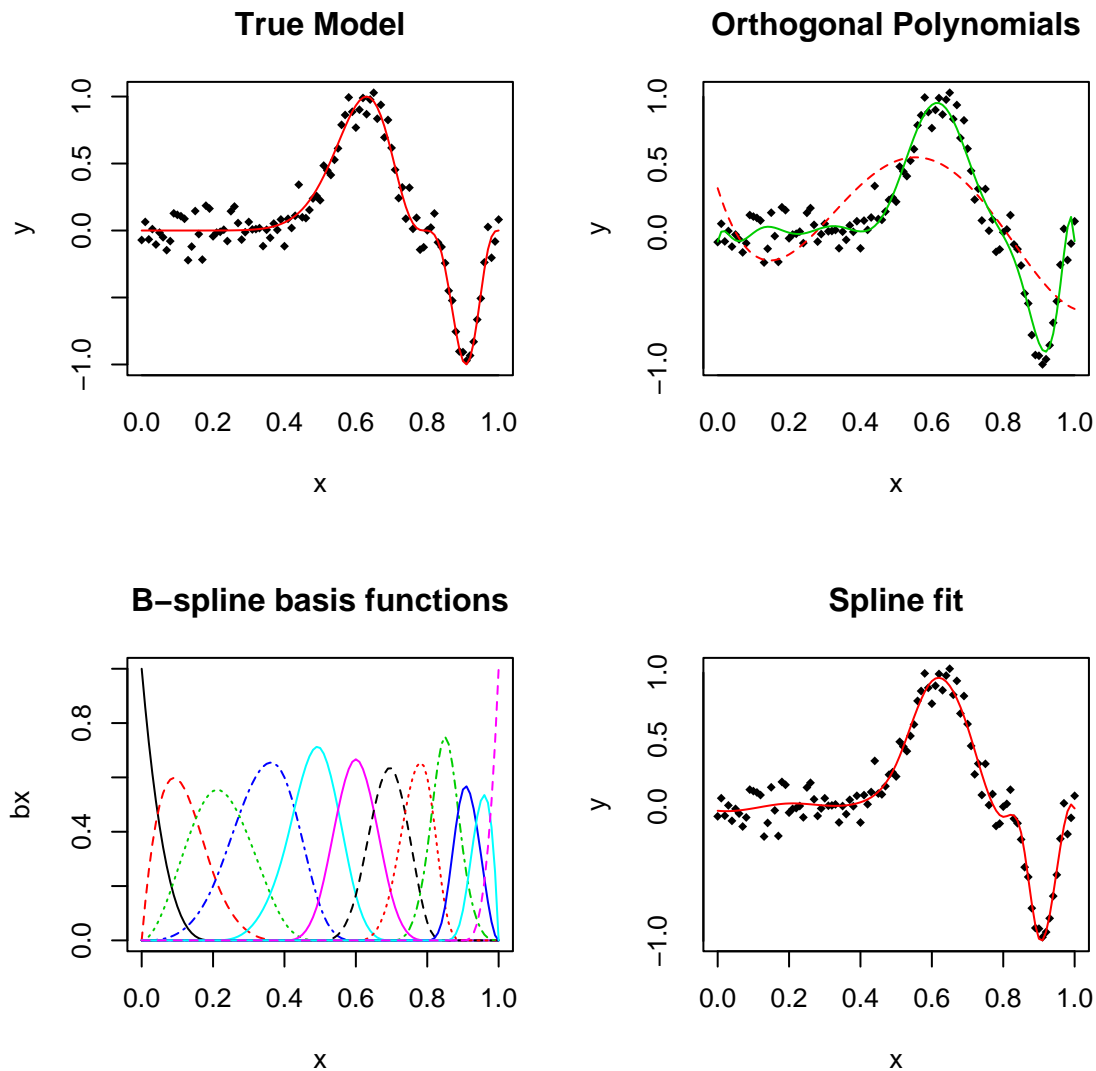 True Model
y
1.0
0.5
0.0
−1.0
0.0 0.2 0.4 0.6 0.8 1.0
x
Orthogonal Polynomials
y
1.0
0.5
0.0
−1.0
0.0 0.2 0.4 0.6 0.8 1.0
x
B−spline basis functions
bx
0.8
0.4
0.0
0.0 0.2 0.4 0.6 0.8 1.0
x
Spline fit
y
1.0
0.5
0.0
−1.0
0.0 0.2 0.4 0.6 0.8 1.0
x